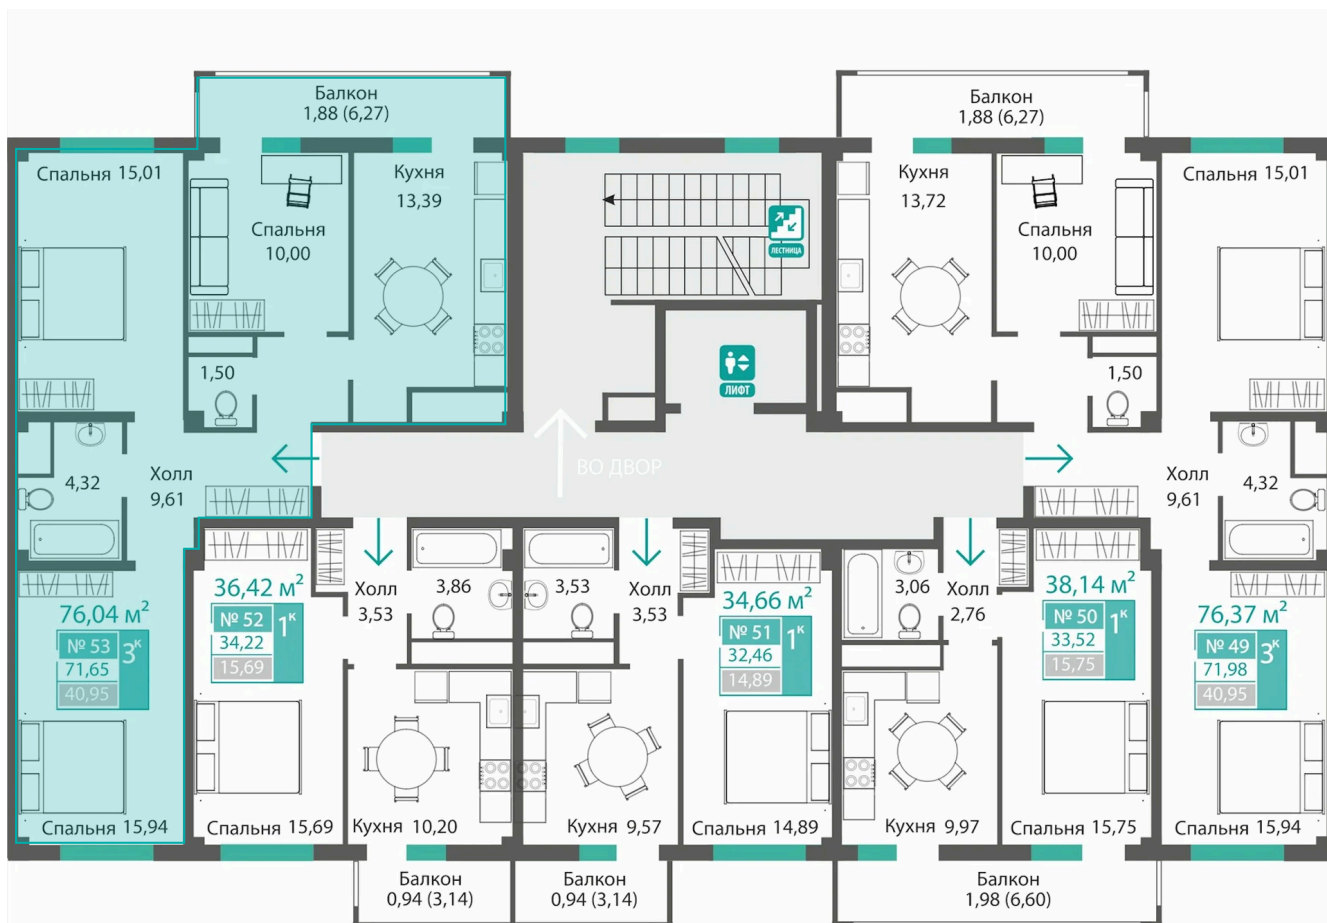 Балкон
1,88 (6,27)
Балкон
1,88 (6,27)
Спальня 15,01
Кухня
13,39
Спальня
10,00
ЛЕСТНИЦА
Кухня
13,72
Спальня
10,00
Спальня 15,01
1,50
ЛИФТ
1,50
4,32
Холл
9,61
ВО ДВОР
Холл
9,61
4,32
76,04 м²
№ 53
71,65
40,95
3к
36,42 м²
№ 52
34,22
15,69
1к
Холл
3,53
3,86
3,53
Холл
3,53
34,66 м²
№ 51
32,46
14,89
1к
3,06
Холл
2,76
38,14 м²
№ 50
33,52
15,75
1к
76,37 м²
№ 49
71,98
40,95
3к
Спальня 15,94
Спальня 15,69
Кухня 10,20
Кухня 9,57
Спальня 14,89
Кухня 9,97
Спальня 15,75
Спальня 15,94
Балкон
0,94 (3,14)
Балкон
0,94 (3,14)
Балкон
1,98 (6,60)